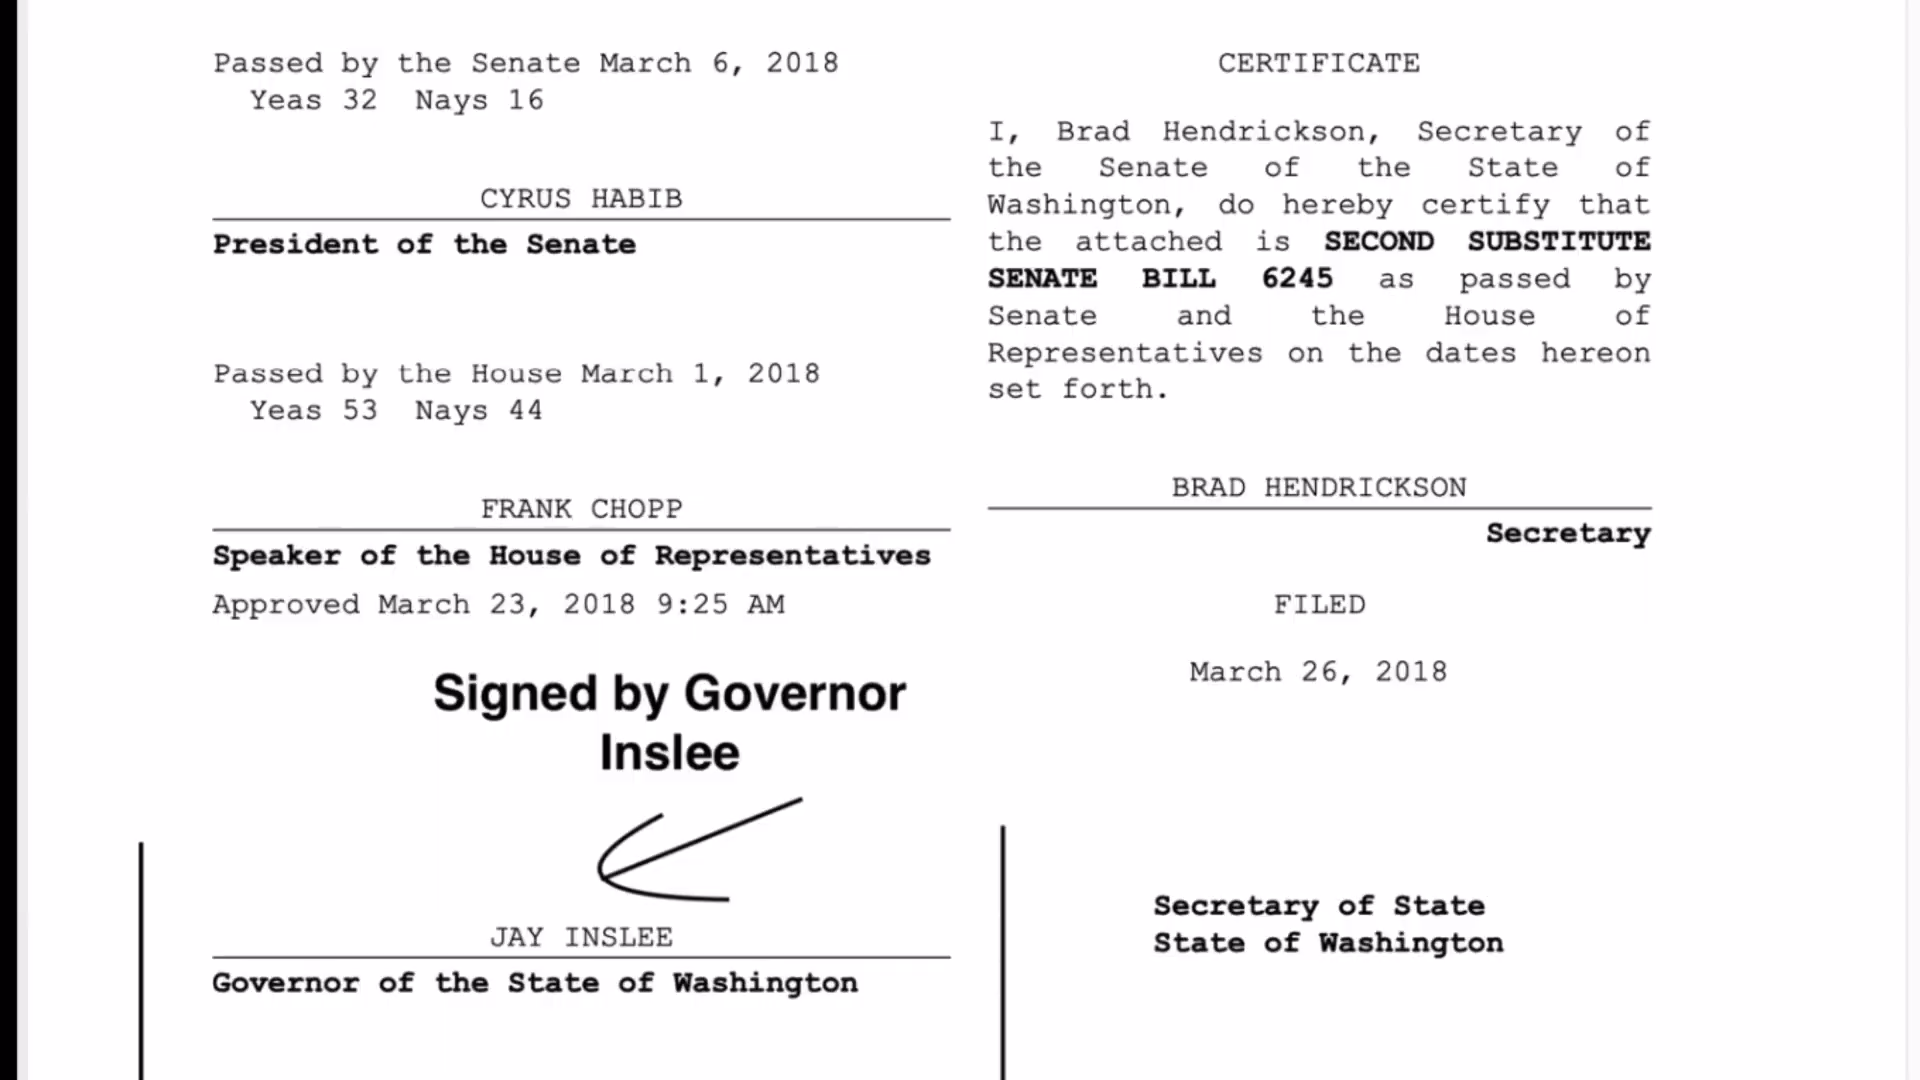 Passed by the Senate March 6, 2018
Yeas 32 Nays 16
CYRUS HABIB
President of the Senate
Passed by the House March 1, 2018
Yeas 53 Nays 44
FRANK CHOPP
Speaker of the House of Representatives
Approved March 23, 2018 9:25 AM
Signed by Governor
Inslee
JAY INSLEE
Governor of the State of Washington
CERTIFICATE
I, Brad Hendrickson, Secretary of
the Senate of the State of
Washington, do hereby certify that
the attached is SECOND SUBSTITUTE
SENATE BILL 6245 as passed by
Senate and the House of
Representatives on the dates hereon
set forth.
BRAD HENDRICKSON
Secretary
FILED
March 26, 2018
Secretary of State
State of Washington